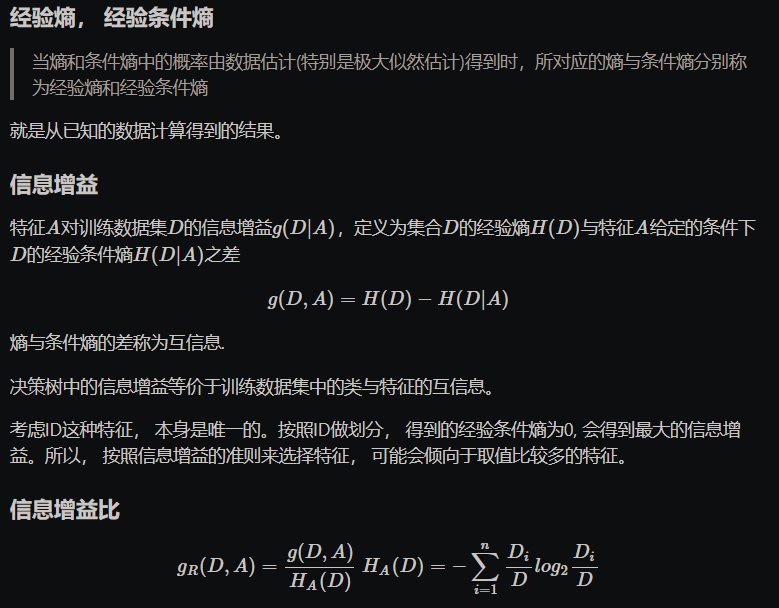 经验熵， 经验条件熵
当熵和条件熵中的概率由数据估计(特别是极大似然估计)得到时，所对应的熵与条件熵分别称
为经验熵和经验条件熵
就是从已知的数据计算得到的结果。
信息增益
特征A对训练数据集D的信息增益g(D|A)，定义为集合D的经验熵H(D)与特征A给定的条件下
D的经验条件熵H(D|A)之差
g(D, A) = H(D) − H(D|A)
熵与条件熵的差称为互信息.
决策树中的信息增益等价于训练数据集中的类与特征的互信息。
考虑ID这种特征， 本身是唯一的。按照ID做划分， 得到的经验条件熵为0, 会得到最大的信息增
益。所以， 按照信息增益的准则来选择特征， 可能会倾向于取值比较多的特征。
信息增益比
g_R(D, A) = \frac{g(D, A)}{H_A(D)} H_A(D) = −\sum_{i=1}^{n} \frac{D_i}{D} log_2 \frac{D_i}{D}